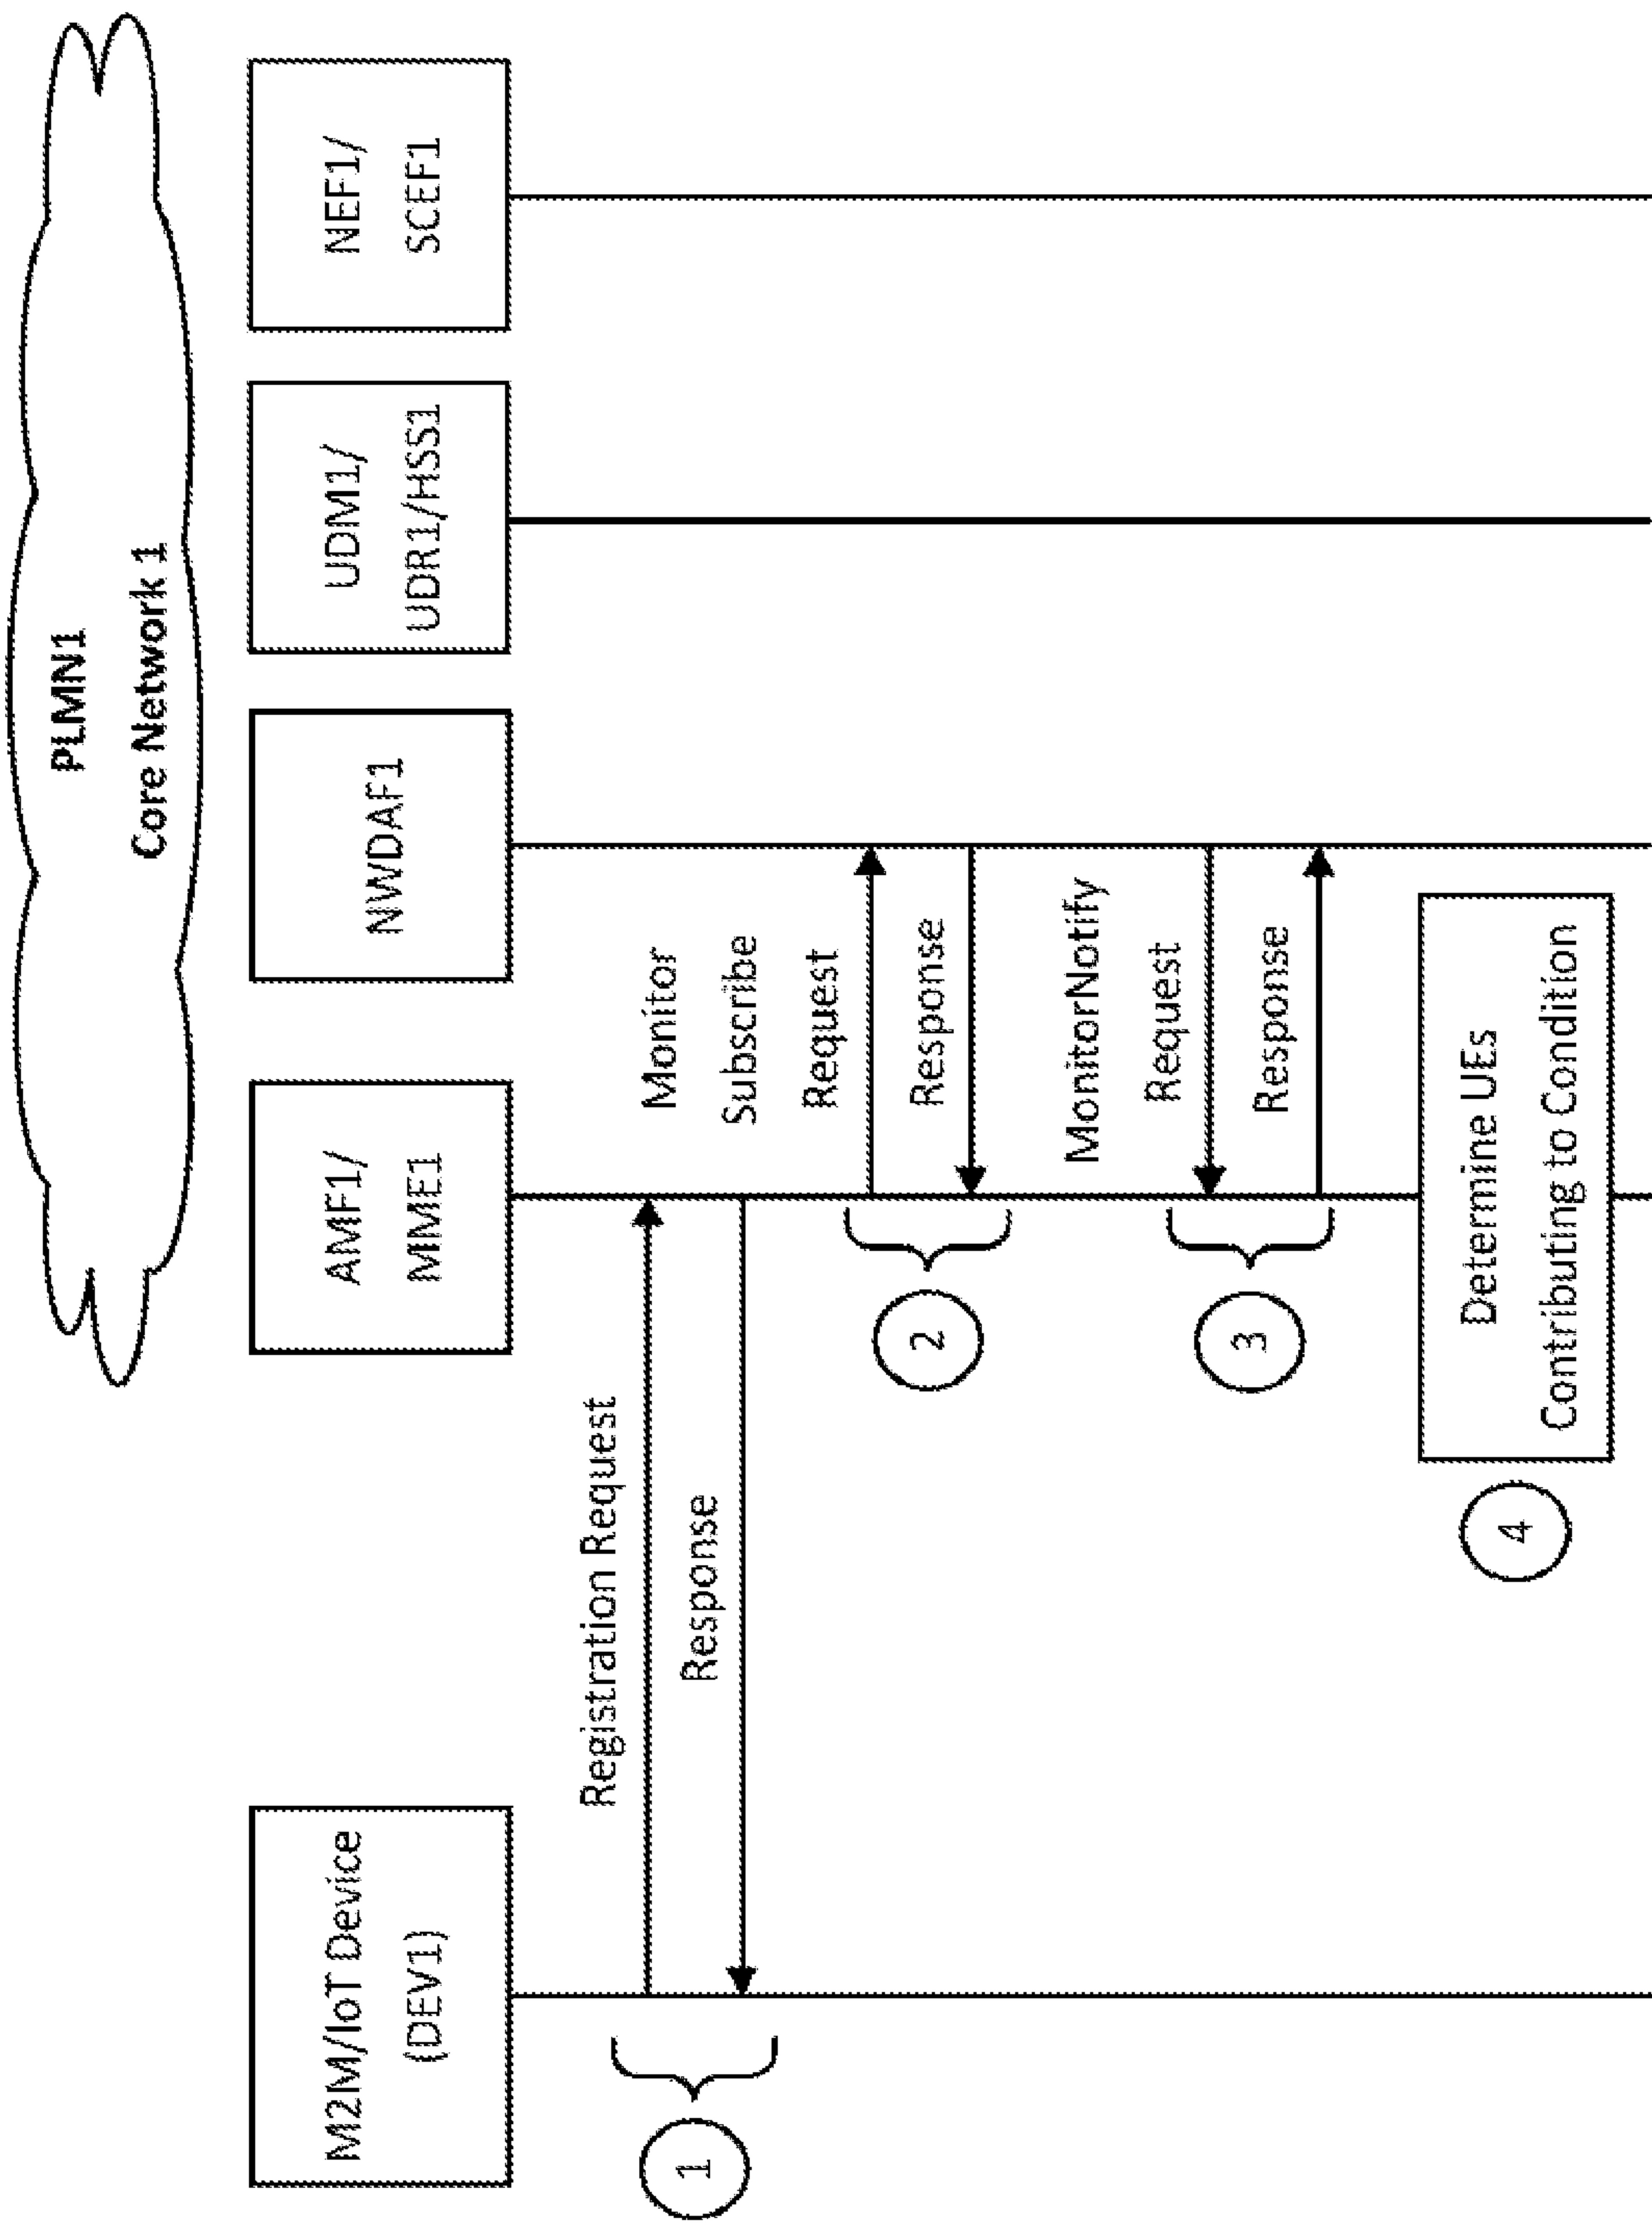 PLMN1
Core Network 1
M2M/IoT Device
(DEV1)
AMF1/
MME1
NWDAF1
UDM1/
UDR1/HSS1
NEF1/
SCEF1
1
Registration Request
Response
2
Monitor
Subscribe
Request
Response
3
MonitorNotify
Request
Response
4
Determine UEs
Contributing to Condition